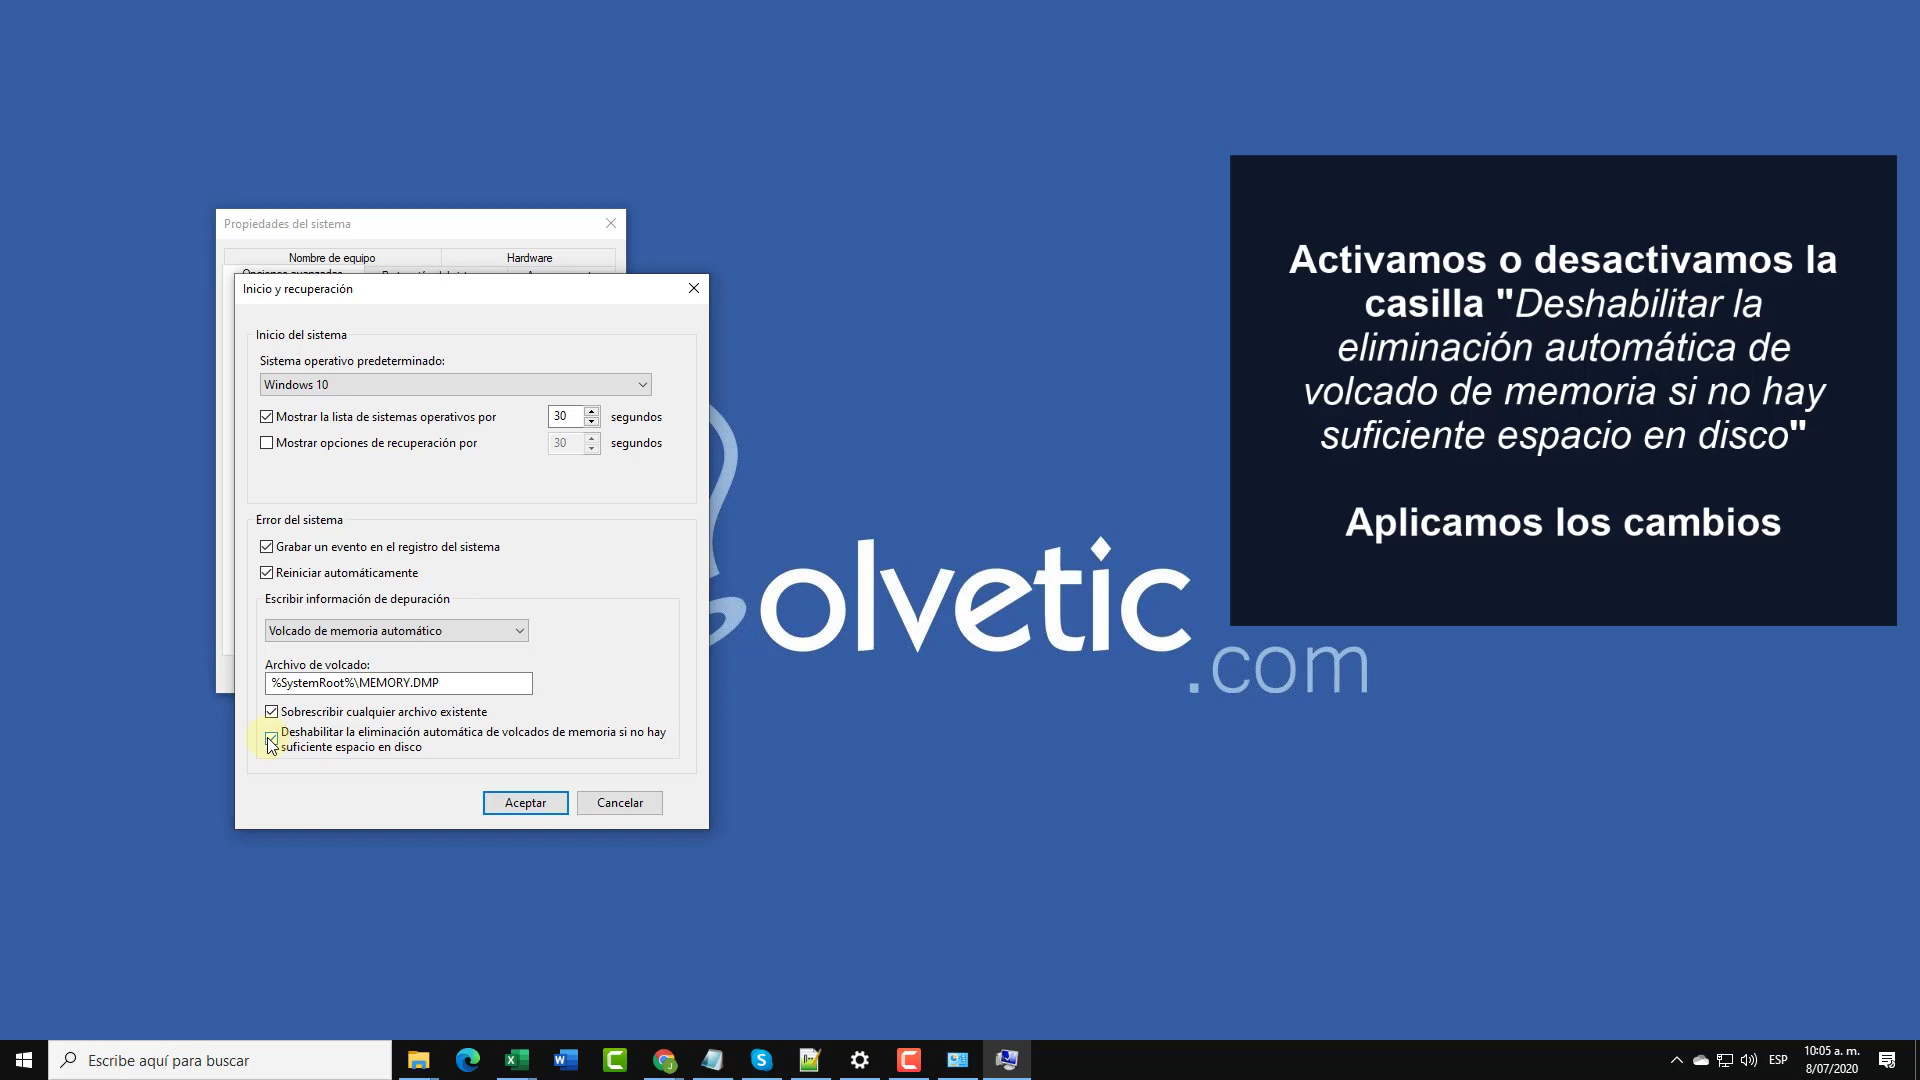 Propiedades del sistema
Nombre de equipo
Hardware
Opciones avanzadas
Inicio y recuperación
Inicio del sistema
Sistema operativo predeterminado:
Windows 10
Mostrar la lista de sistemas operativos por
30
segundos
Mostrar opciones de recuperación por
30
segundos
Error del sistema
Grabar un evento en el registro del sistema
Reiniciar automáticamente
Escribir información de depuración
Volcado de memoria automático
Archivo de volcado:
%SystemRoot%\MEMORY.DMP
Sobrescribir cualquier archivo existente
Deshabilitar la eliminación automática de volcados de memoria si no hay
suficiente espacio en disco
Aceptar
Cancelar
Activamos o desactivamos la
casilla "Deshabilitar la
eliminación automática de
volcado de memoria si no hay
suficiente espacio en disco"
Aplicamos los cambios
olvetic
.com
Escribe aquí para buscar
ESP
10:05 a. m.
8/07/2020